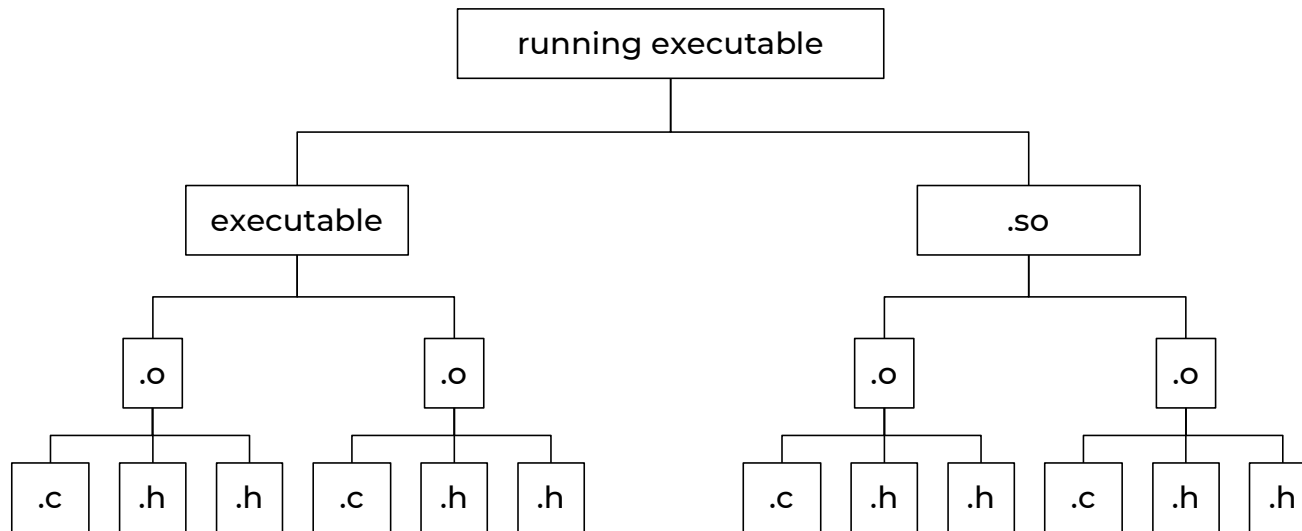 running executable
executable
.so
.o
.o
.o
.o
.c
.h
.h
.c
.h
.h
.c
.h
.h
.c
.h
.h